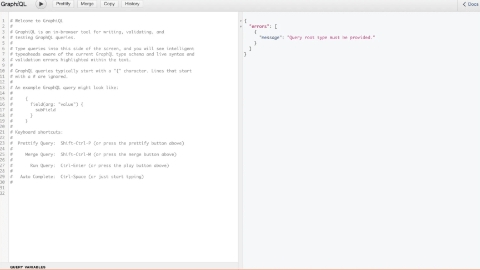 GraphiQL
Prettify
Merge
Copy
History
Docs
1 # Welcome to GraphiQL
2 #
3 # GraphiQL is an in-browser tool for writing, validating, and
4 # testing GraphQL queries.
5 #
6 # Type queries into this side of the screen, and you will see intelligent
7 # typeaheads aware of the current GraphQL type schema and live syntax and
8 # validation errors highlighted within the text.
9 #
10 # GraphQL queries typically start with a "{" character. Lines that start
11 # with a # are ignored.
12 #
13 # An example GraphQL query might look like:
14 #
15 #     {
16 #       field(arg: "value") {
17 #         subField
18 #       }
19 #     }
20 #
21 # Keyboard shortcuts:
22 #
23 #  Prettify Query:  Shift-Ctrl-P (or press the prettify button above)
24 #
25 #     Merge Query:  Shift-Ctrl-M (or press the merge button above)
26 #
27 #       Run Query:  Ctrl-Enter (or press the play button above)
28 #
29 #   Auto Complete:  Ctrl-Space (or just start typing)
30 #
31
32
{
"errors": [
{
"message": "Query root type must be provided."
}
]
}
QUERY VARIABLES